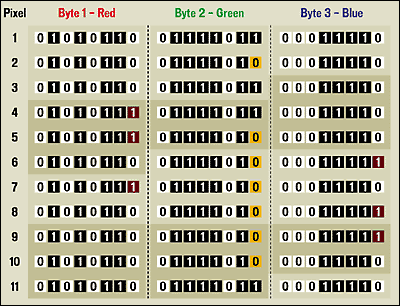 Pixel Byte 1 – Red Byte 2 – Green Byte 3 – Blue
1 0 1 0 1 0 1 1 0 0 1 1 1 1 0 1 1 0 0 0 1 1 1 1 0
2 0 1 0 1 0 1 1 0 0 1 1 1 1 0 1 0 0 0 0 1 1 1 1 0
3 0 1 0 1 0 1 1 0 0 1 1 1 1 0 1 1 0 0 0 1 1 1 1 0
4 0 1 0 1 0 1 1 1 0 1 1 1 1 0 1 1 0 0 0 1 1 1 1 0
5 0 1 0 1 0 1 1 1 0 1 1 1 1 0 1 0 0 0 0 1 1 1 1 0
6 0 1 0 1 0 1 1 0 0 1 1 1 1 0 1 0 0 0 0 1 1 1 1 1
7 0 1 0 1 0 1 1 1 0 1 1 1 1 0 1 0 0 0 0 1 1 1 1 0
8 0 1 0 1 0 1 1 0 0 1 1 1 1 0 1 0 0 0 0 1 1 1 1 1
9 0 1 0 1 0 1 1 0 0 1 1 1 1 0 1 0 0 0 0 1 1 1 1 1
10 0 1 0 1 0 1 1 0 0 1 1 1 1 0 1 0 0 0 0 1 1 1 1 0
11 0 1 0 1 0 1 1 0 0 1 1 1 1 0 1 1 0 0 0 1 1 1 1 0